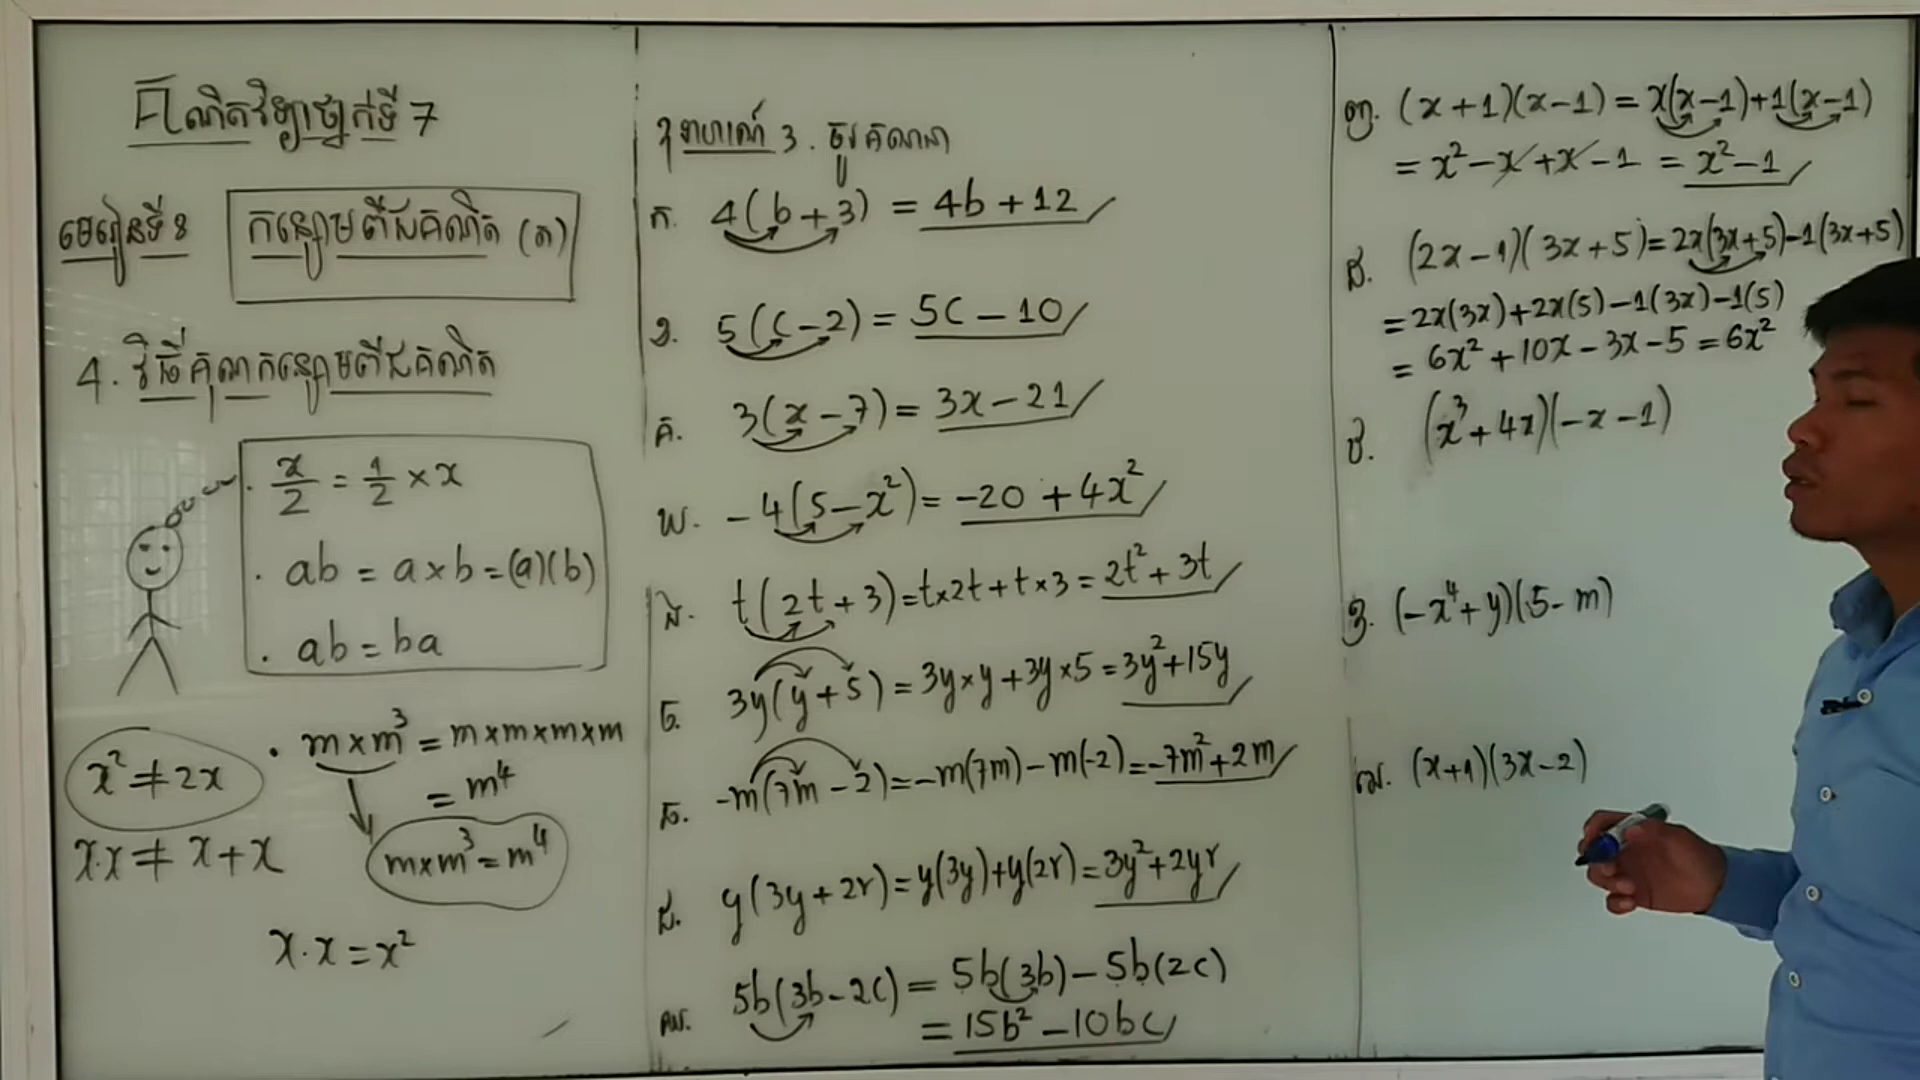 គណិតវិទ្យាថ្នាក់ទី 7
មេរៀនទី 8 កន្សោមពីជគណិត (ត)
4. វិធីគុណកន្សោមពីជគណិត
. x/2 = 1/2 × x
. ab = a × b = (a)(b)
. ab = ba
x² ≠ 2x
x·x ≠ x + x
. m × m³ = m × m × m × m
= m⁴
m × m³ = m⁴
x·x = x²
ឧទាហរណ៍ 3. ចូរគណនា
ក. 4(b + 3) = 4b + 12
ខ. 5(c − 2) = 5c − 10
គ. 3(x − 7) = 3x − 21
ឃ. −4(5 − x²) = −20 + 4x²
ង. t(2t + 3) = t×2t + t×3 = 2t² + 3t
ច. 3y(y + 5) = 3y×y + 3y×5 = 3y² + 15y
ឆ. −m(7m − 2) = −m(7m) − m(−2) = −7m² + 2m
ជ. y(3y + 2r) = y(3y) + y(2r) = 3y² + 2yr
ឈ. 5b(3b − 2c) = 5b(3b) − 5b(2c)
= 15b² − 10bc
ញ. (x + 1)(x − 1) = x(x − 1) + 1(x − 1)
= x² − x + x − 1 = x² − 1
ដ. (2x − 1)(3x + 5) = 2x(3x + 5) − 1(3x + 5)
= 2x(3x) + 2x(5) − 1(3x) − 1(5)
= 6x² + 10x − 3x − 5 = 6x²
ឋ. (x³ + 4x)(−x − 1)
ឌ. (−x⁴ + y)(5 − m)
ឍ. (x + 1)(3x − 2)